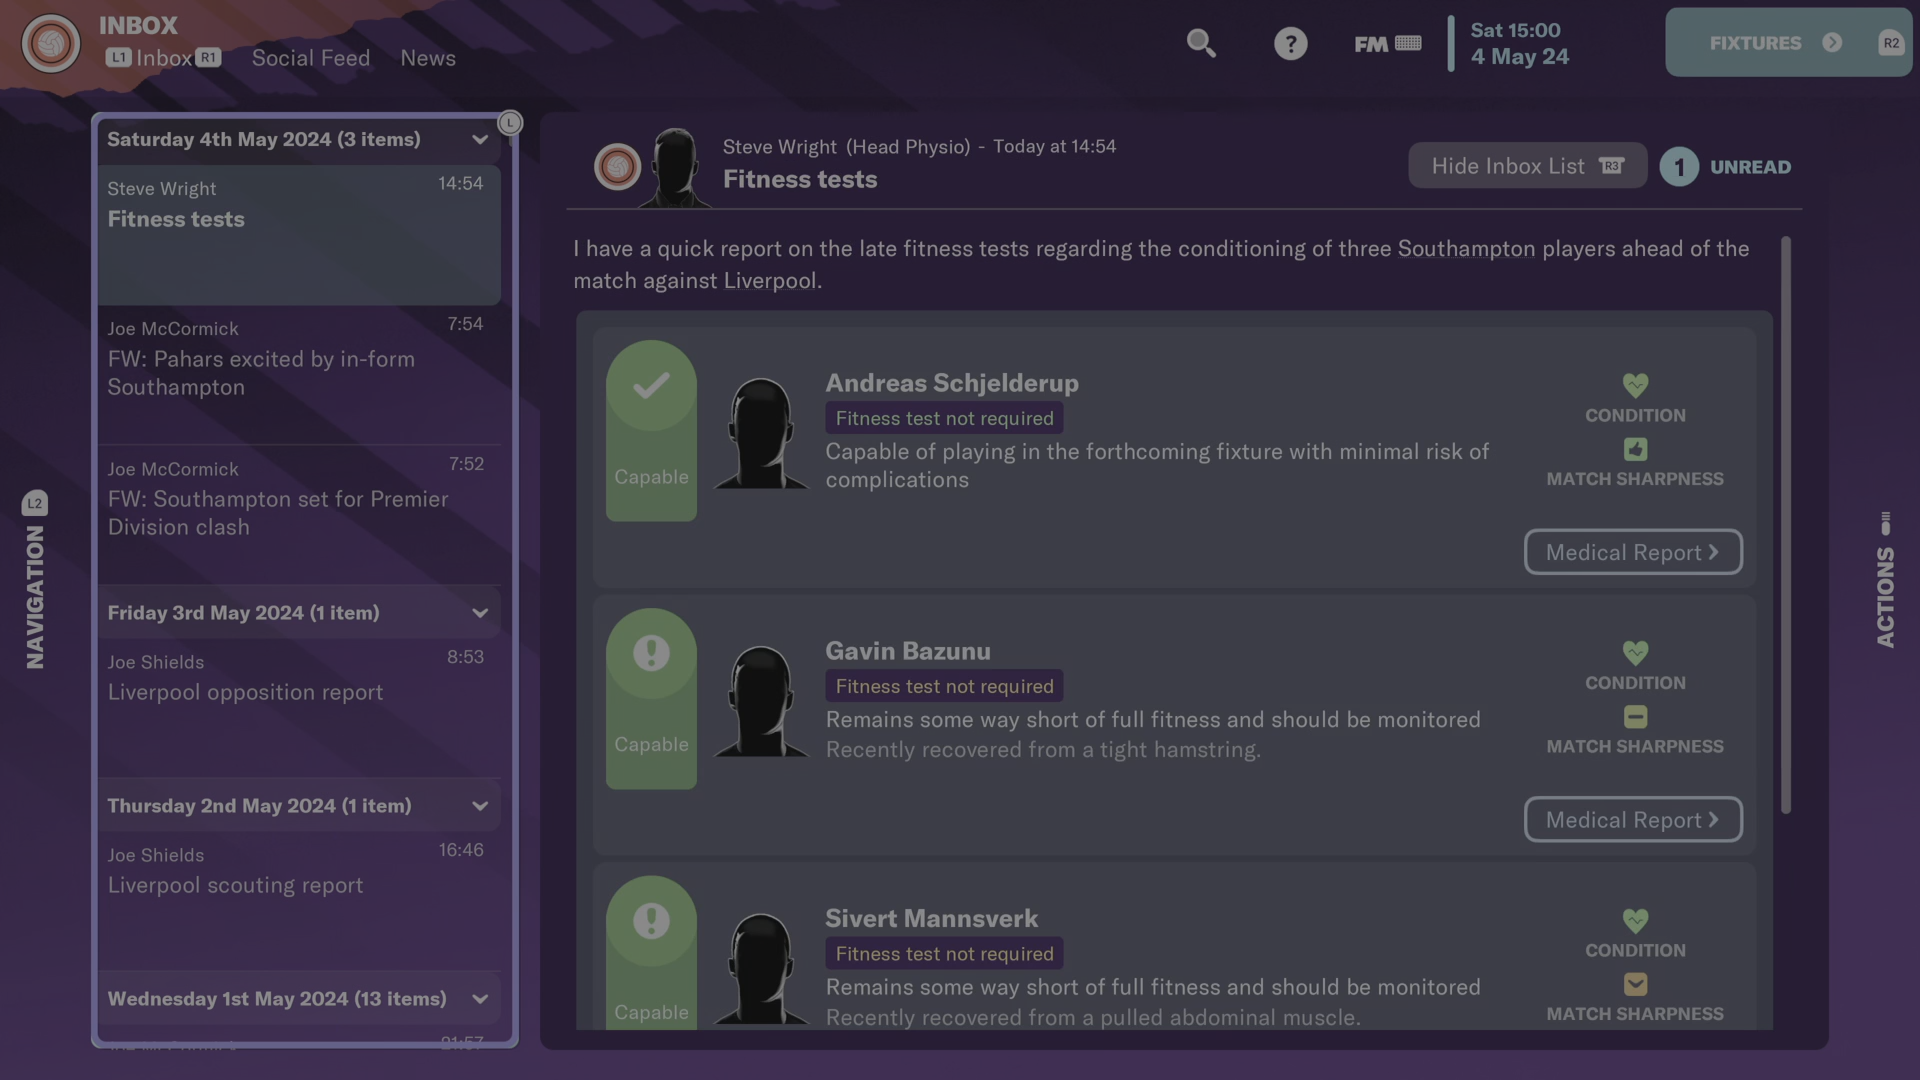 INBOX
L1 Inbox R1 Social Feed News
FM
Sat 15:00
4 May 24
FIXTURES R2
L
Saturday 4th May 2024 (3 items)
Steve Wright 14:54
Fitness tests
Joe McCormick 7:54
FW: Pahars excited by in-form
Southampton
Joe McCormick 7:52
FW: Southampton set for Premier
Division clash
Friday 3rd May 2024 (1 item)
Joe Shields 8:53
Liverpool opposition report
Thursday 2nd May 2024 (1 item)
Joe Shields 16:46
Liverpool scouting report
Wednesday 1st May 2024 (13 items)
21:57
NAVIGATION L2
Steve Wright (Head Physio) - Today at 14:54
Fitness tests
Hide Inbox List R3
1 UNREAD
I have a quick report on the late fitness tests regarding the conditioning of three Southampton players ahead of the
match against Liverpool.
Capable
Andreas Schjelderup
Fitness test not required
Capable of playing in the forthcoming fixture with minimal risk of
complications
CONDITION
MATCH SHARPNESS
Medical Report
Capable
Gavin Bazunu
Fitness test not required
Remains some way short of full fitness and should be monitored
Recently recovered from a tight hamstring.
CONDITION
MATCH SHARPNESS
Medical Report
Capable
Sivert Mannsverk
Fitness test not required
Remains some way short of full fitness and should be monitored
Recently recovered from a pulled abdominal muscle.
CONDITION
MATCH SHARPNESS
ACTIONS